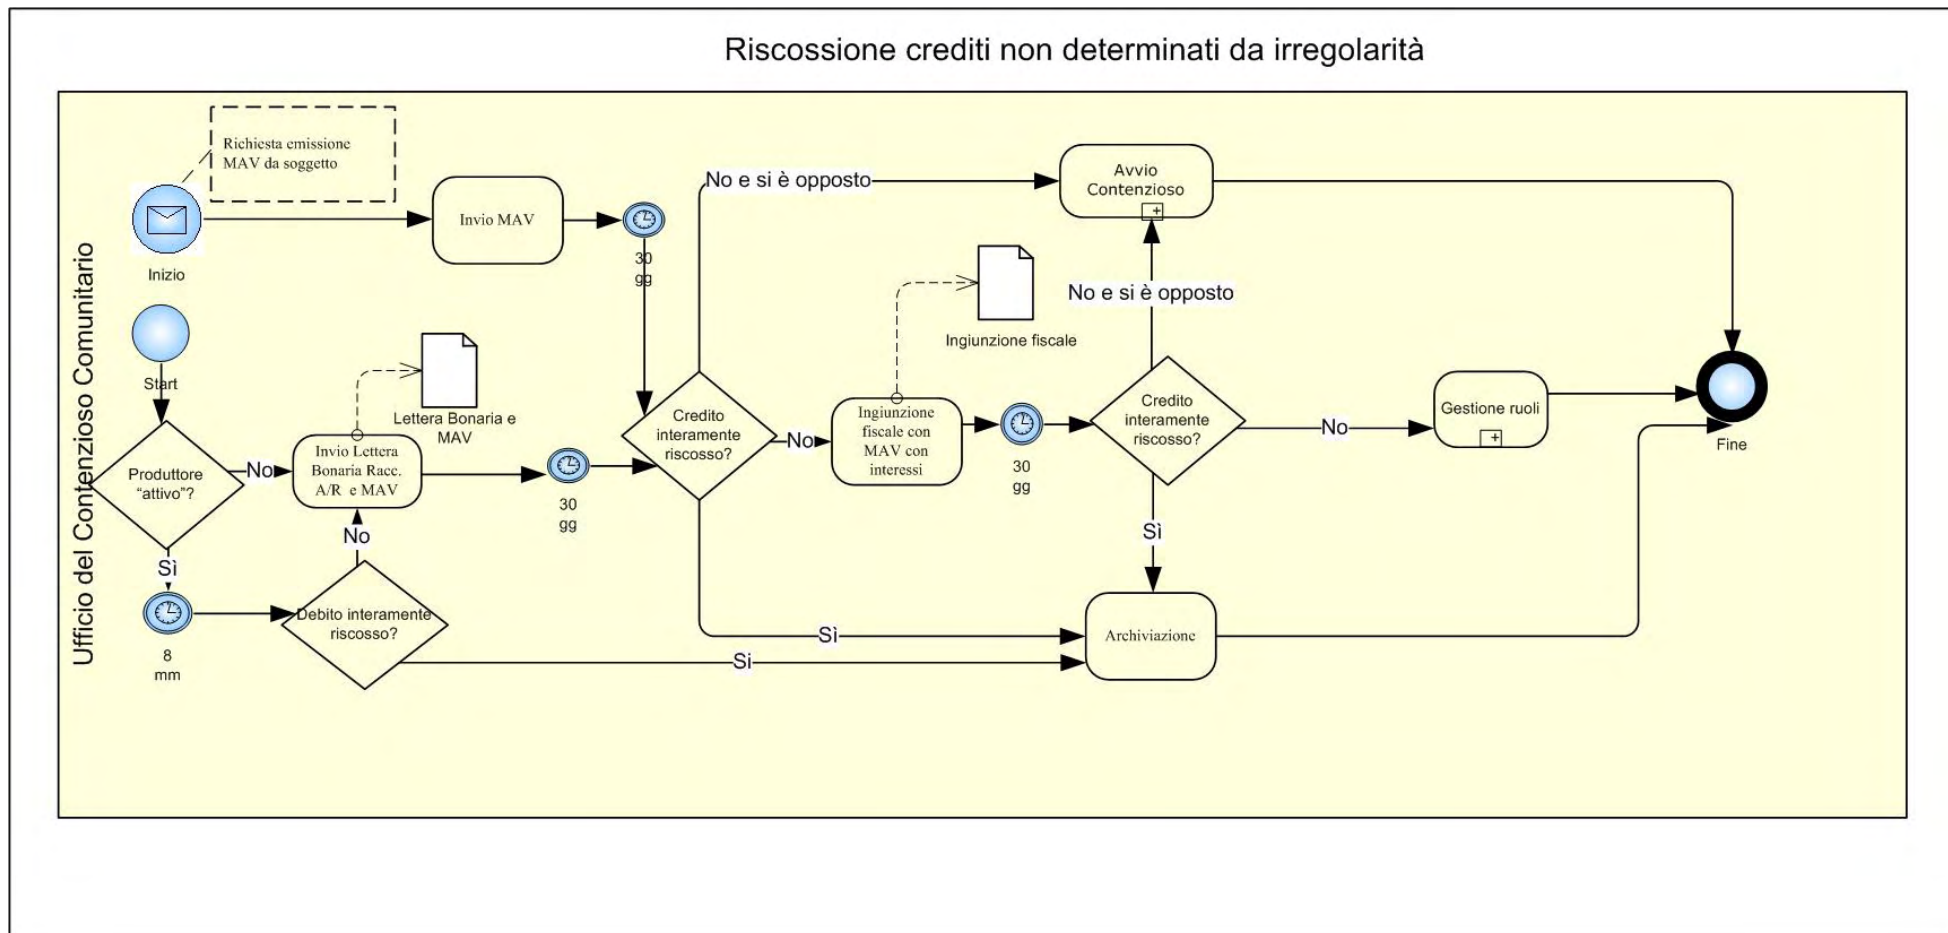 Riscossione crediti non determinati da irregolarità
Ufficio del Contenzioso Comunitario
Richiesta emissione
MAV da soggetto
Inizio
Invio MAV
30
gg
No e si è opposto
Avvio
Contenzioso
Start
Lettera Bonaria e
MAV
Ingiunzione fiscale
No e si è opposto
Produttore
“attivo”?
No
Invio Lettera
Bonaria Racc.
A/R e MAV
30
gg
Credito
interamente
riscosso?
No
Ingiunzione
fiscale con
MAV con
interessi
30
gg
Credito
interamente
riscosso?
No
Gestione ruoli
Fine
Sì
8
mm
No
Debito interamente
riscosso?
Sì
Si
Sì
Archiviazione